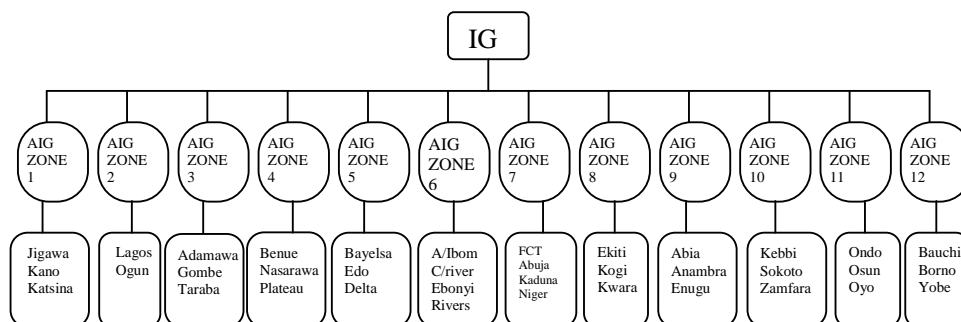 IG
AIG
ZONE
1
AIG
ZONE
2
AIG
ZONE
3
AIG
ZONE
4
AIG
ZONE
5
AIG
ZONE
6
AIG
ZONE
7
AIG
ZONE
8
AIG
ZONE
9
AIG
ZONE
10
AIG
ZONE
11
AIG
ZONE
12
Jigawa
Kano
Katsina
Lagos
Ogun
Adamawa
Gombe
Taraba
Benue
Nasarawa
Plateau
Bayelsa
Edo
Delta
A/Ibom
C/river
Ebonyi
Rivers
FCT
Abuja
Kaduna
Niger
Ekiti
Kogi
Kwara
Abia
Anambra
Enugu
Kebbi
Sokoto
Zamfara
Ondo
Osun
Oyo
Bauchi
Borno
Yobe